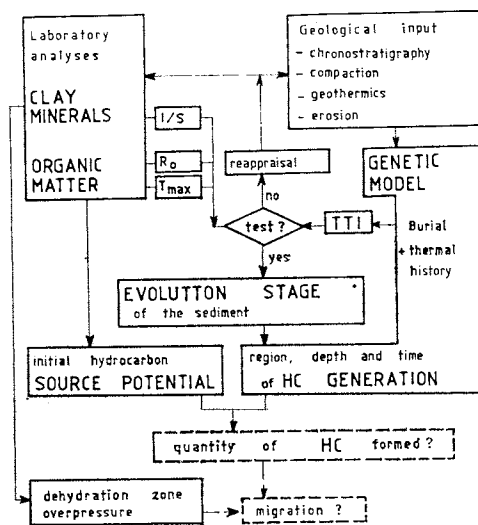 Laboratory
analyses
CLAY
MINERALS
ORGANIC
MATTER
I/S
Ro
Tmax
Geological input
- chronostratigraphy
- compaction
- geothermics
- erosion
reappraisal
GENETIC
MODEL
no
test?
TTI
Burial
+ thermal
history
yes
EVOLUTTON STAGE
of the sediment
initial hydrocarbon
SOURCE POTENTIAL
region, depth and time
of HC GENERATION
quantity of HC formed?
dehydration zone
overpressure
migration ?